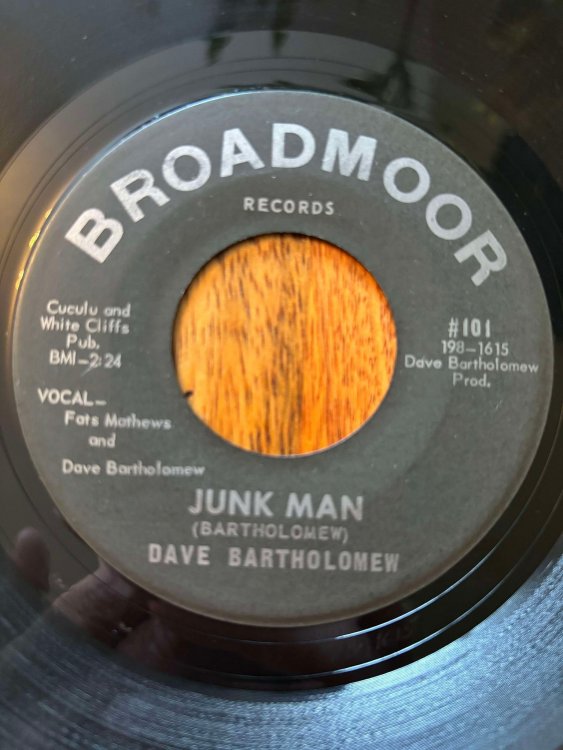 BROADMOOR
RECORDS
Cuculu and
White Cliffs
Pub.
BMI-2:24
VOCAL-
Fats Mathews
and
Dave Bartholomew
#101
198-1615
Dave Bartholomew
Prod.
JUNK MAN
(BARTHOLOMEW)
DAVE BARTHOLOMEW